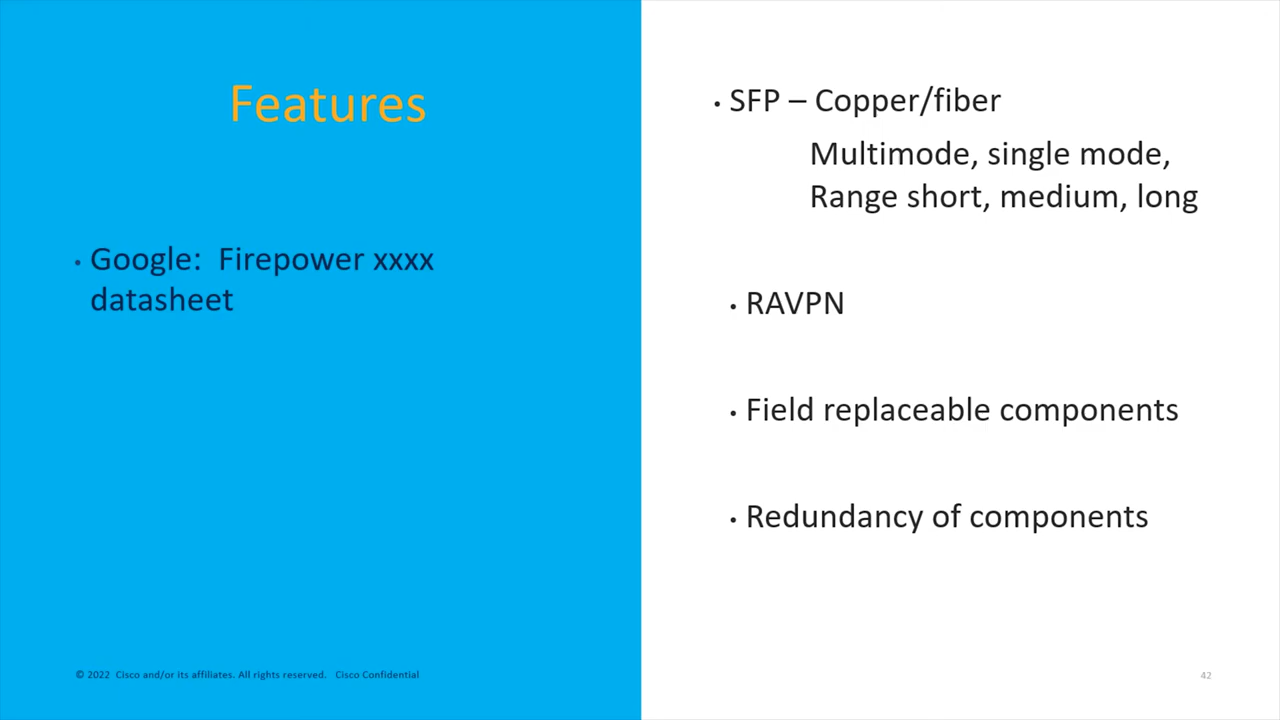 Features
• Google:  Firepower xxxx
datasheet
• SFP – Copper/fiber
Multimode, single mode,
Range short, medium, long
• RAVPN
• Field replaceable components
• Redundancy of components
© 2022  Cisco and/or its affiliates. All rights reserved.   Cisco Confidential
42